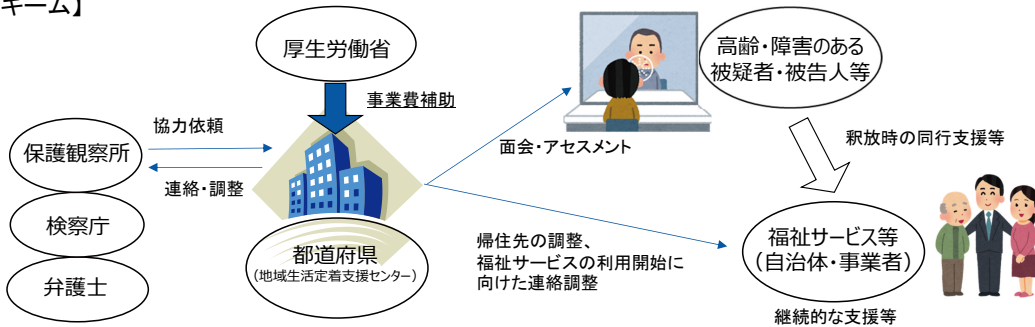 キーム】
厚生労働省
事業費補助
高齢・障害のある
被疑者・被告人等
協力依頼
保護観察所
連絡・調整
面会・アセスメント
釈放時の同行支援等
検察庁
弁護士
都道府県
（地域生活定着支援センター）
帰住先の調整、
福祉サービスの利用開始に
向けた連絡調整
福祉サービス等
（自治体・事業者）
継続的な支援等